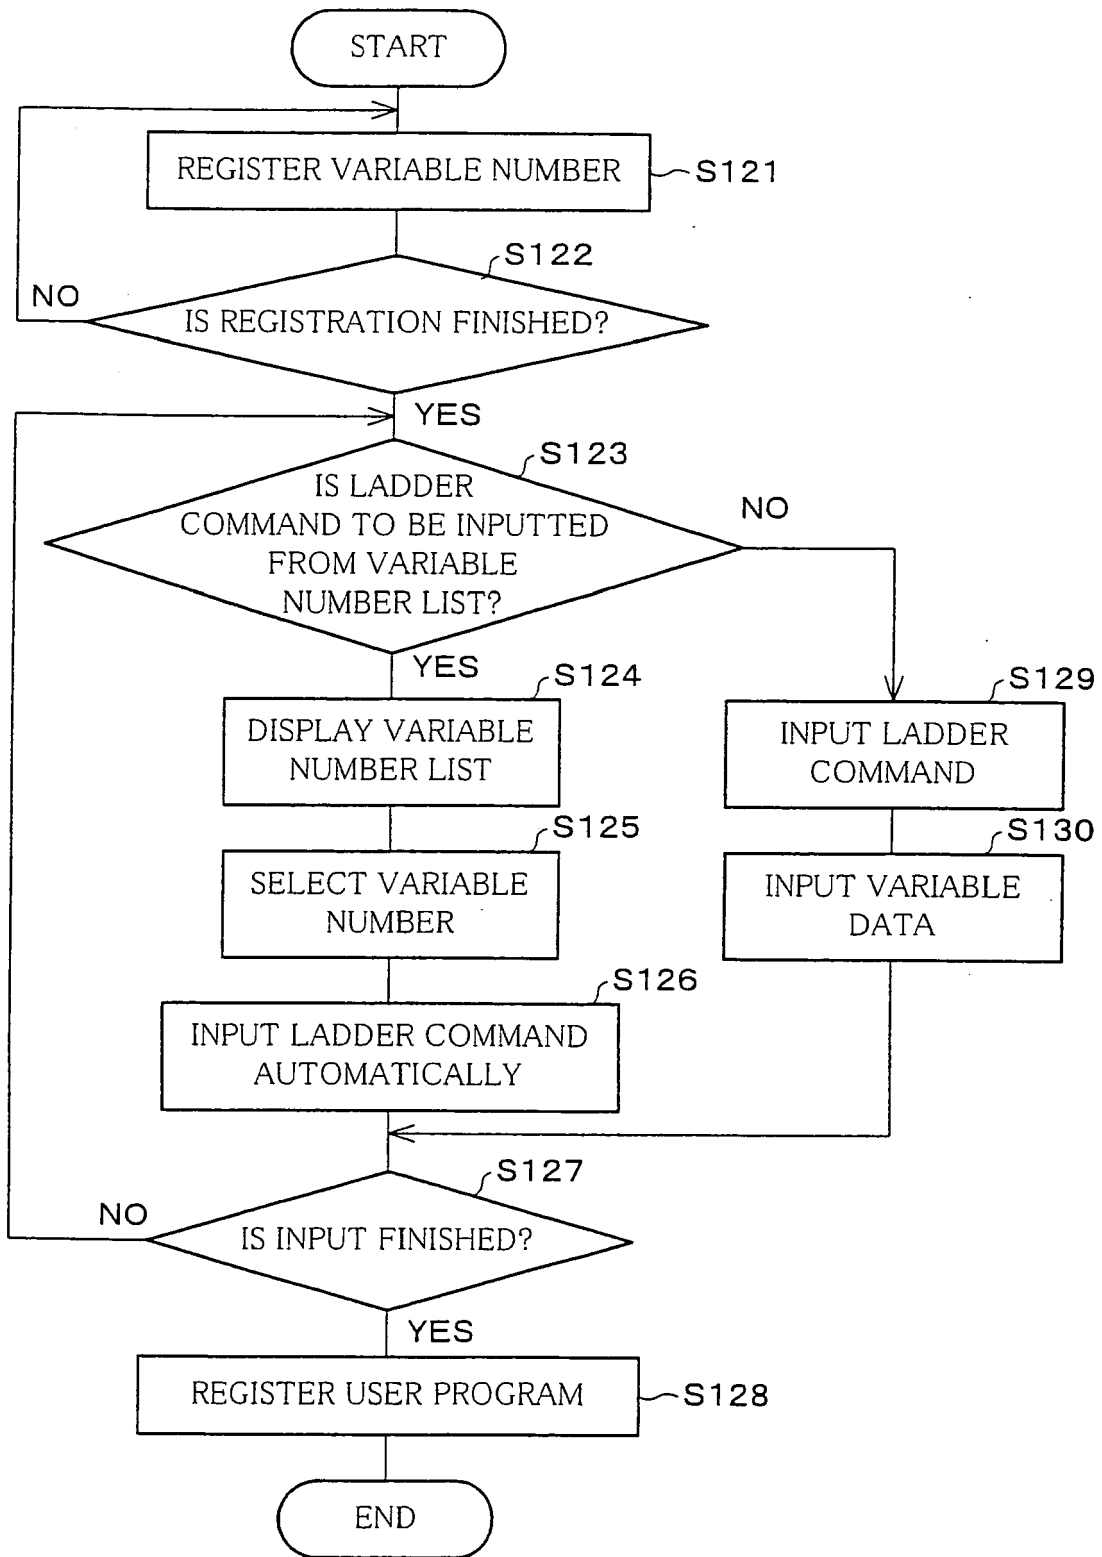 START
REGISTER VARIABLE NUMBER
S121
S122
NO
IS REGISTRATION FINISHED?
YES
S123
IS LADDER
COMMAND TO BE INPUTTED
FROM VARIABLE
NUMBER LIST?
NO
YES
S124
DISPLAY VARIABLE
NUMBER LIST
S129
INPUT LADDER
COMMAND
S125
SELECT VARIABLE
NUMBER
S130
INPUT VARIABLE
DATA
S126
INPUT LADDER COMMAND
AUTOMATICALLY
S127
NO
IS INPUT FINISHED?
YES
REGISTER USER PROGRAM
S128
END